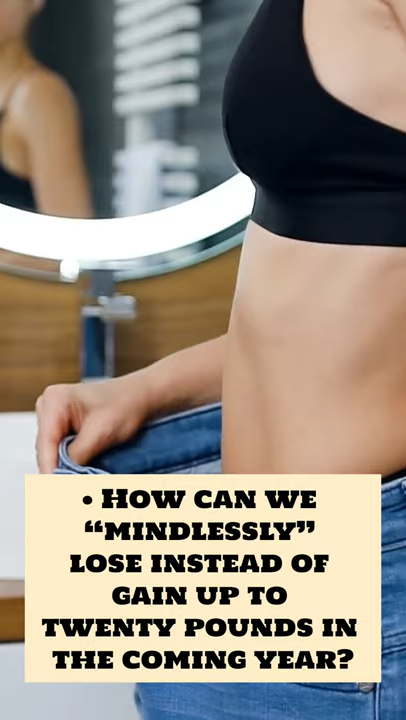 • How can we
“mindlessly”
lose instead of
gain up to
twenty pounds in
the coming year?